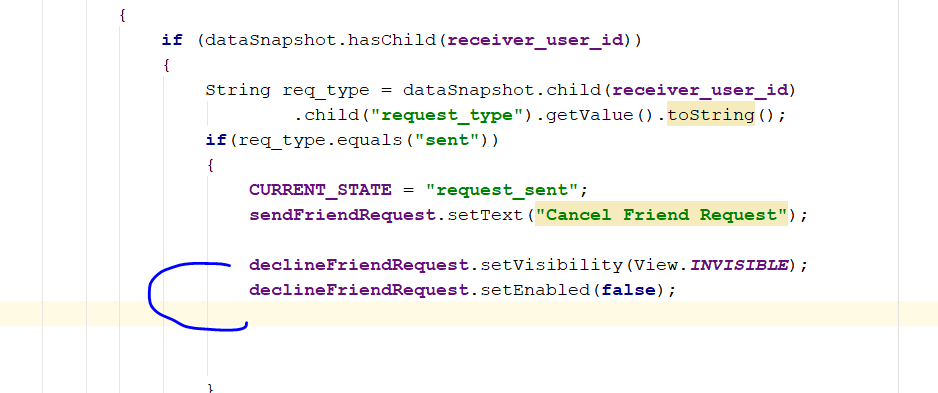 {
if (dataSnapshot.hasChild(receiver_user_id))
{
String req_type = dataSnapshot.child(receiver_user_id)
.child("request_type").getValue().toString();
if(req_type.equals("sent"))
{
CURRENT_STATE = "request_sent";
sendFriendRequest.setText("Cancel Friend Request");
declineFriendRequest.setVisibility(View.INVISIBLE);
declineFriendRequest.setEnabled(false);
}